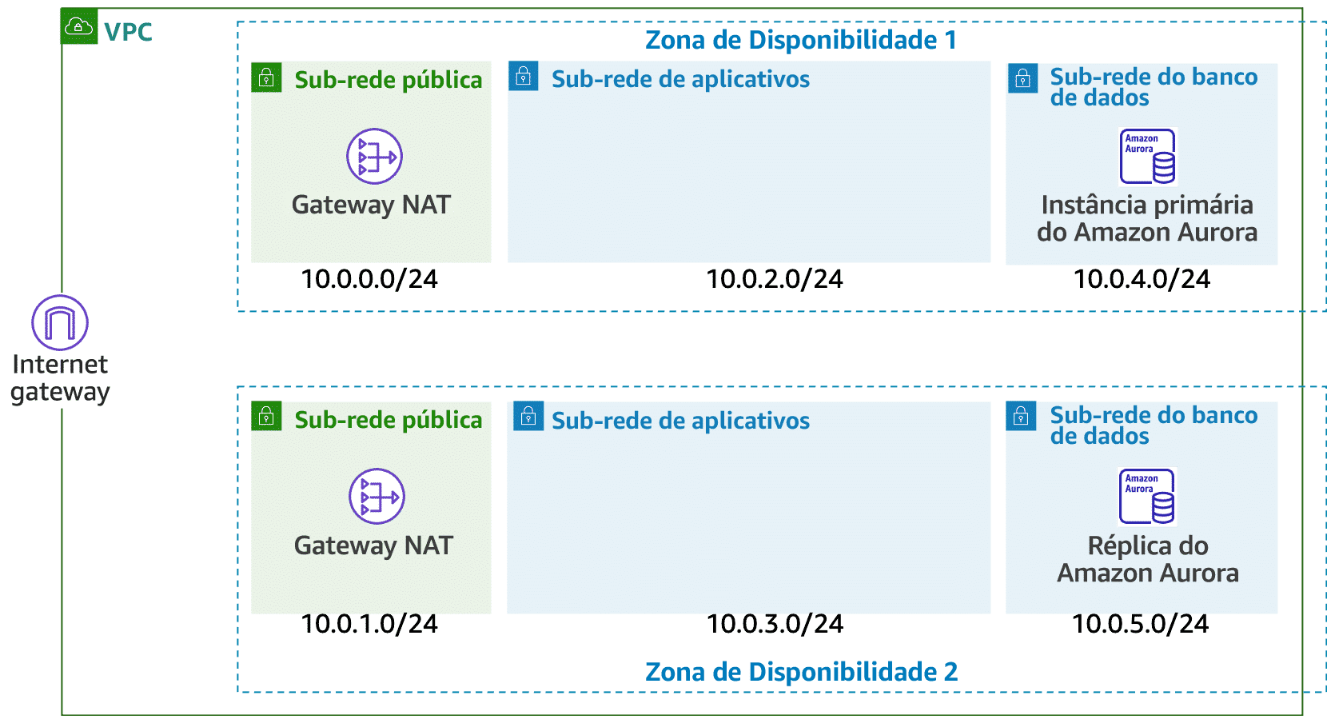 VPC
Zona de Disponibilidade 1
Sub-rede pública
Gateway NAT
10.0.0.0/24
Sub-rede de aplicativos
10.0.2.0/24
Sub-rede do banco
de dados
Amazon
Aurora
Instância primária
do Amazon Aurora
10.0.4.0/24
Internet
gateway
Sub-rede pública
Gateway NAT
10.0.1.0/24
Sub-rede de aplicativos
10.0.3.0/24
Sub-rede do banco
de dados
Amazon
Aurora
Réplica do
Amazon Aurora
10.0.5.0/24
Zona de Disponibilidade 2